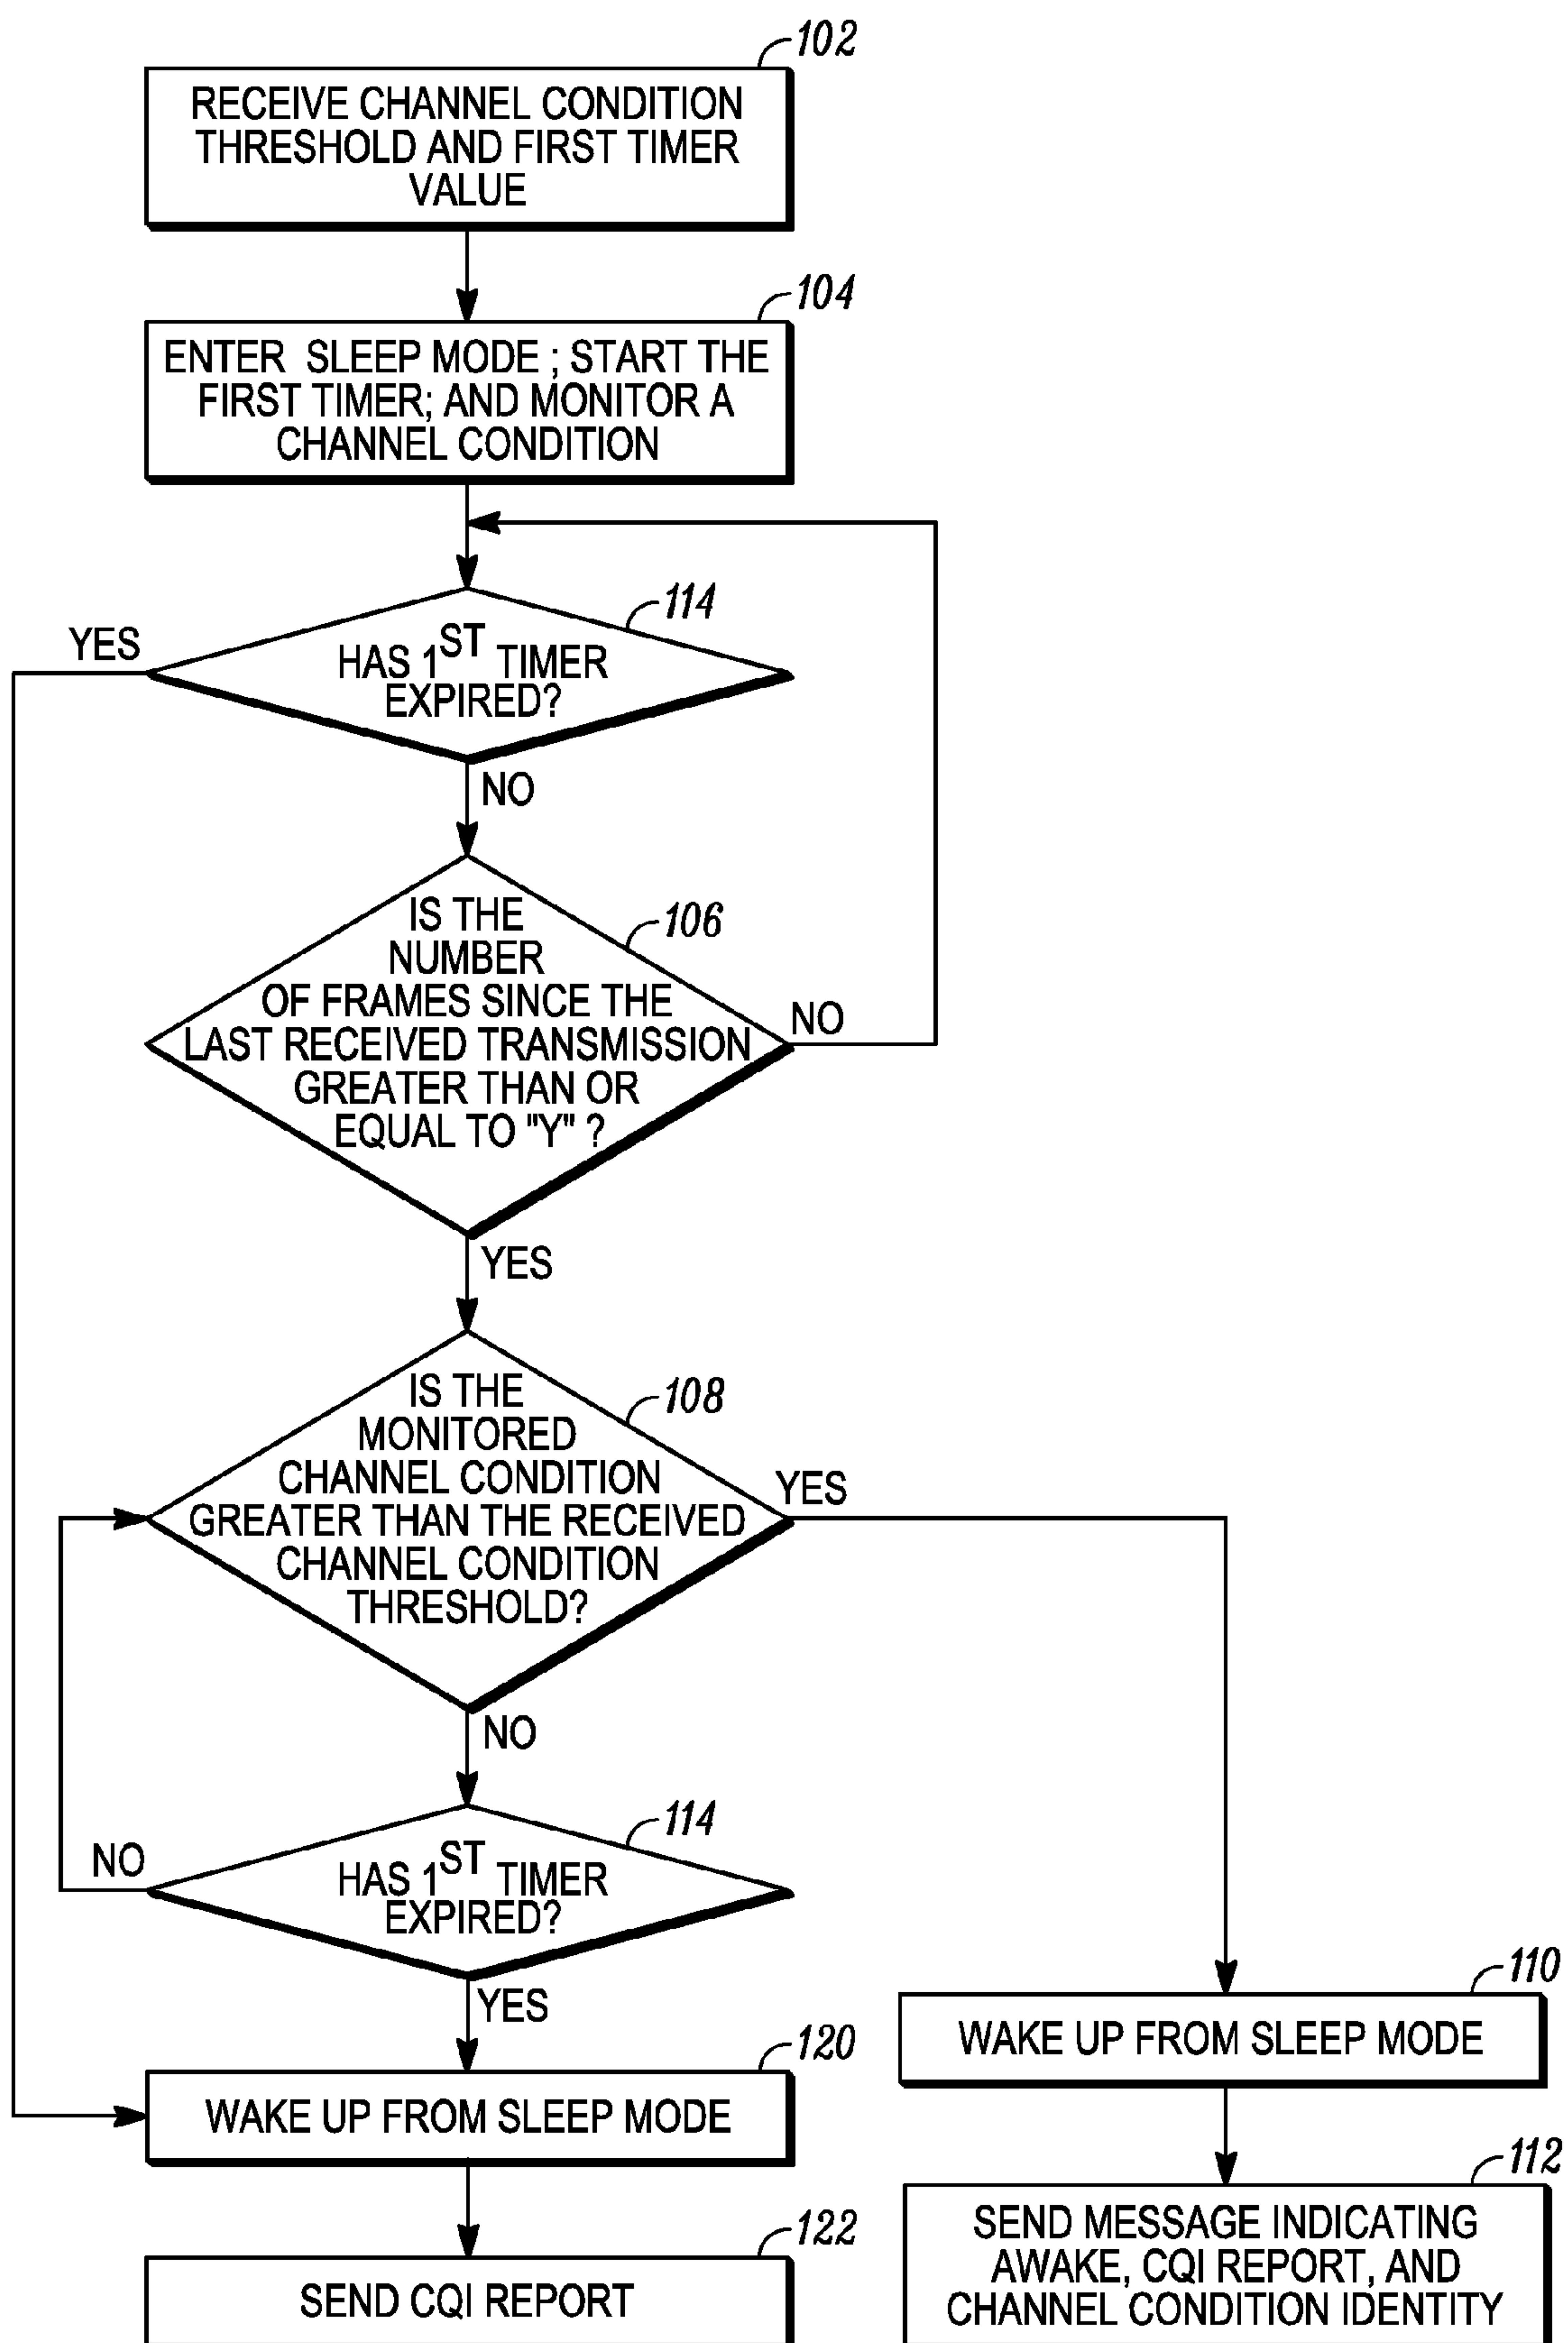 102
RECEIVE CHANNEL CONDITION
THRESHOLD AND FIRST TIMER
VALUE
104
ENTER SLEEP MODE ; START THE
FIRST TIMER; AND MONITOR A
CHANNEL CONDITION
114
YES
HAS 1ST TIMER
EXPIRED?
NO
106
IS THE
NUMBER
OF FRAMES SINCE THE
LAST RECEIVED TRANSMISSION
GREATER THAN OR
EQUAL TO "Y" ?
NO
YES
108
IS THE
MONITORED
CHANNEL CONDITION
GREATER THAN THE RECEIVED
CHANNEL CONDITION
THRESHOLD?
YES
NO
114
NO
HAS 1ST TIMER
EXPIRED?
YES
110
WAKE UP FROM SLEEP MODE
120
WAKE UP FROM SLEEP MODE
112
SEND MESSAGE INDICATING
AWAKE, CQI REPORT, AND
CHANNEL CONDITION IDENTITY
122
SEND CQI REPORT